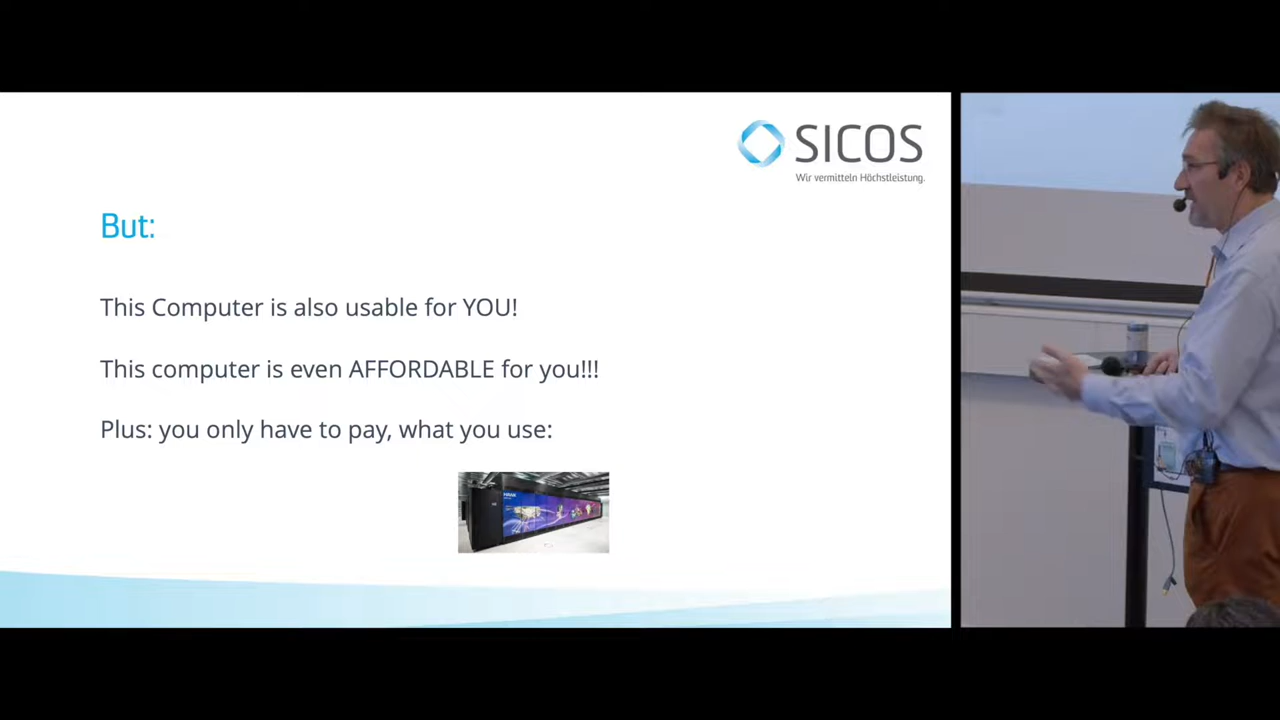 SICOS
Wir vermitteln Höchstleistung.
But:
This Computer is also usable for YOU!
This computer is even AFFORDABLE for you!!!
Plus: you only have to pay, what you use: